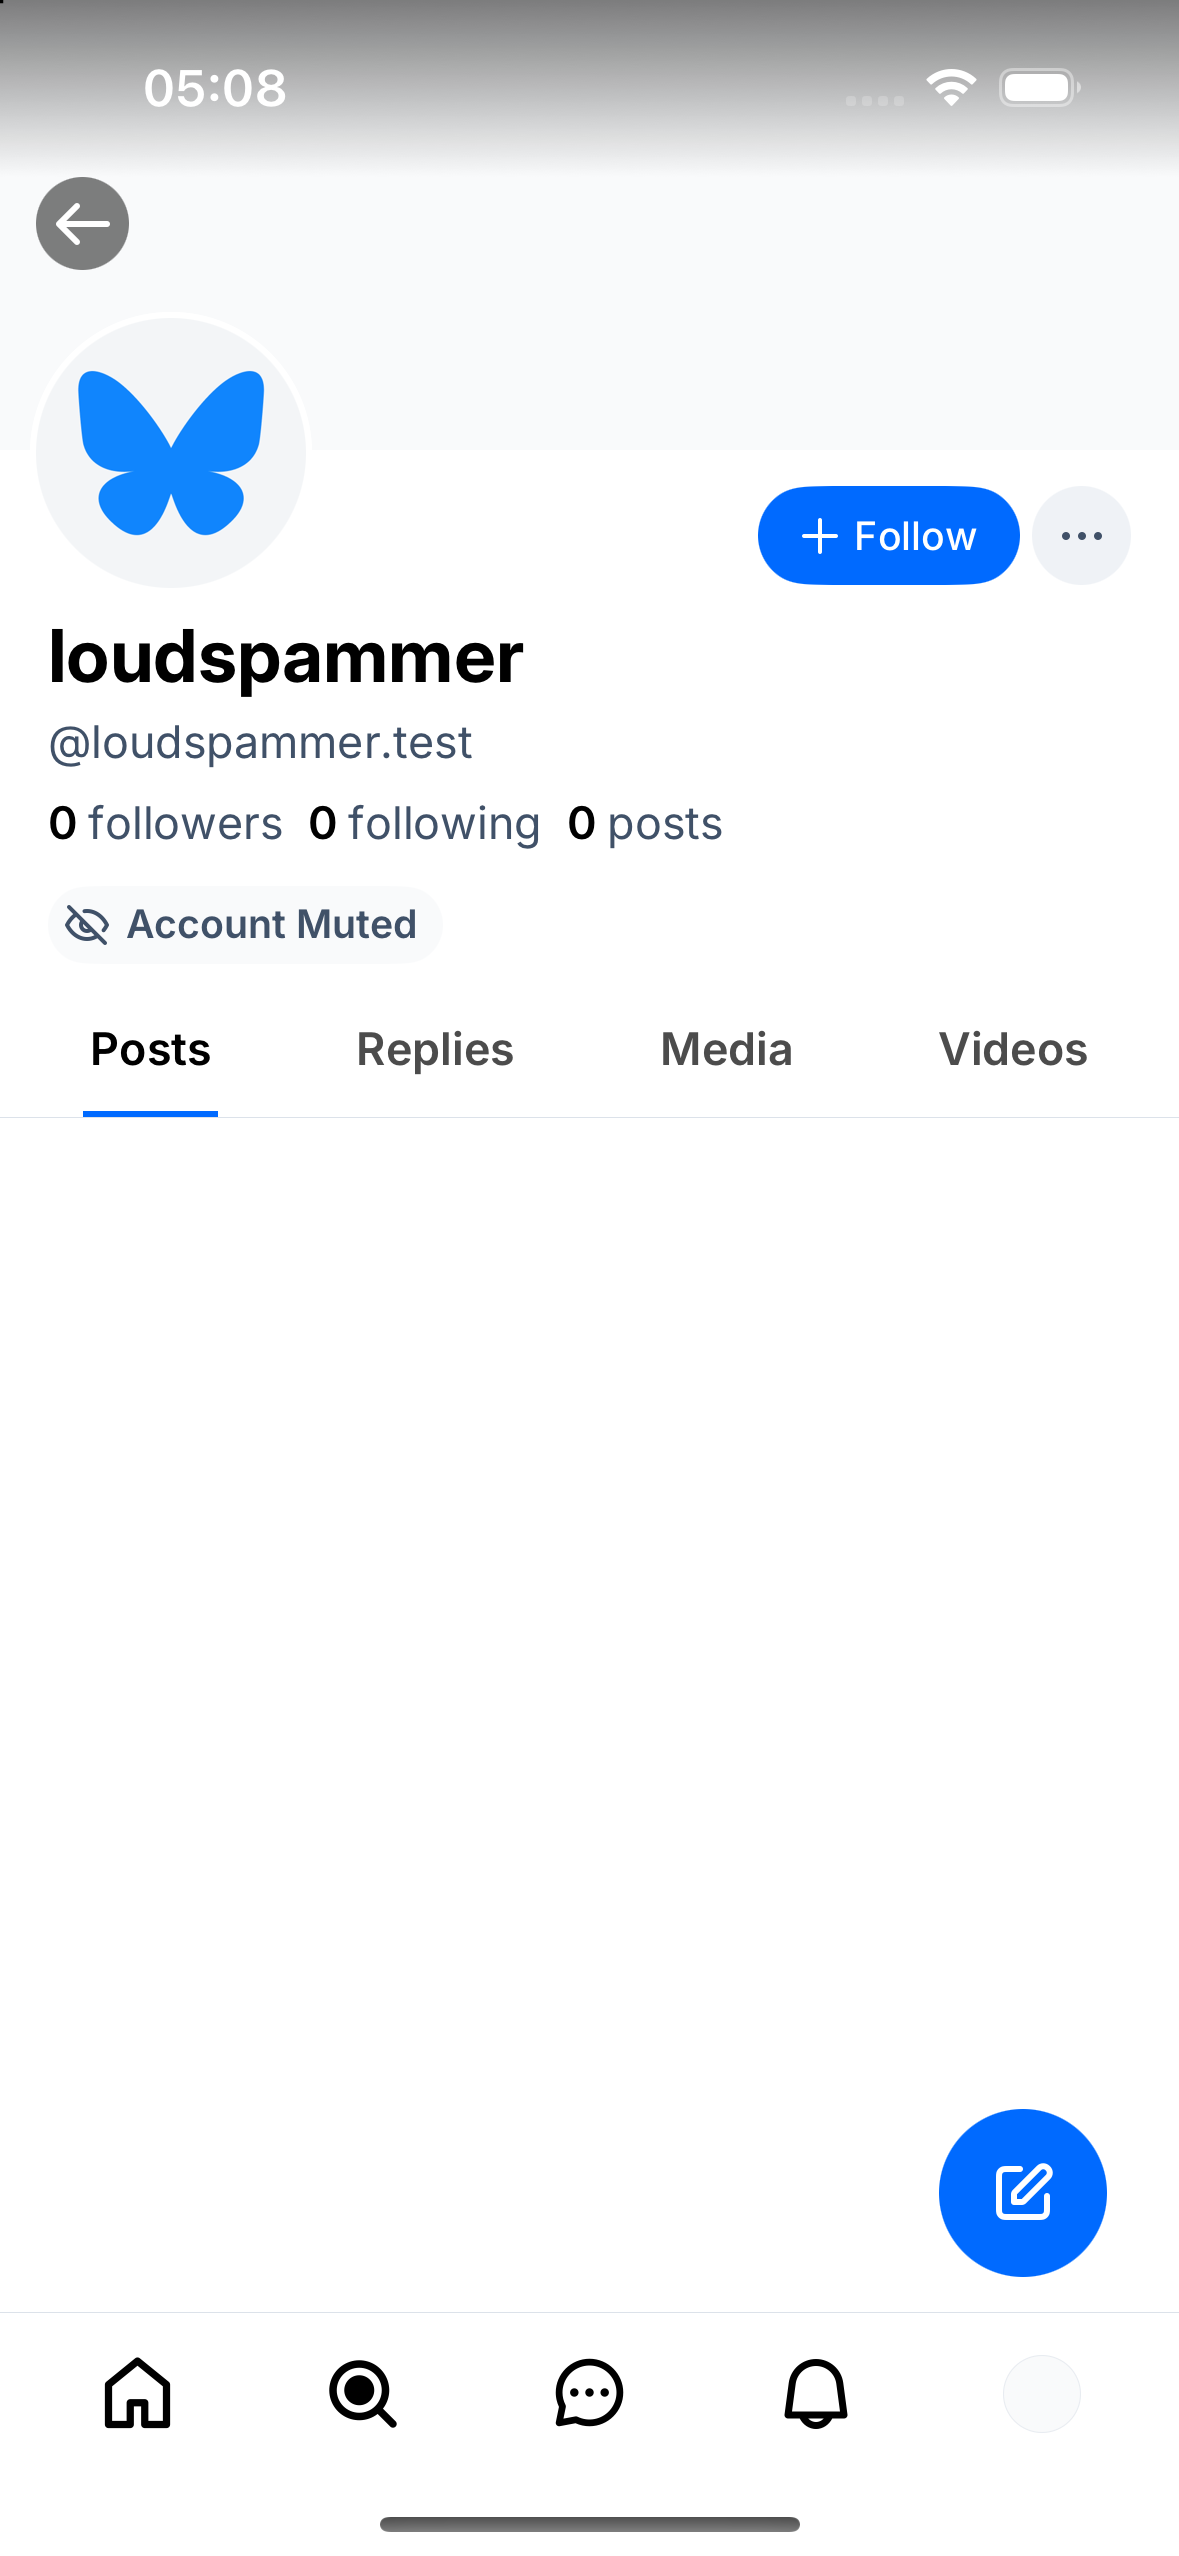 05:08
+ Follow
loudspammer
@loudspammer.test
0 followers 0 following 0 posts
Account Muted
Posts Replies Media Videos